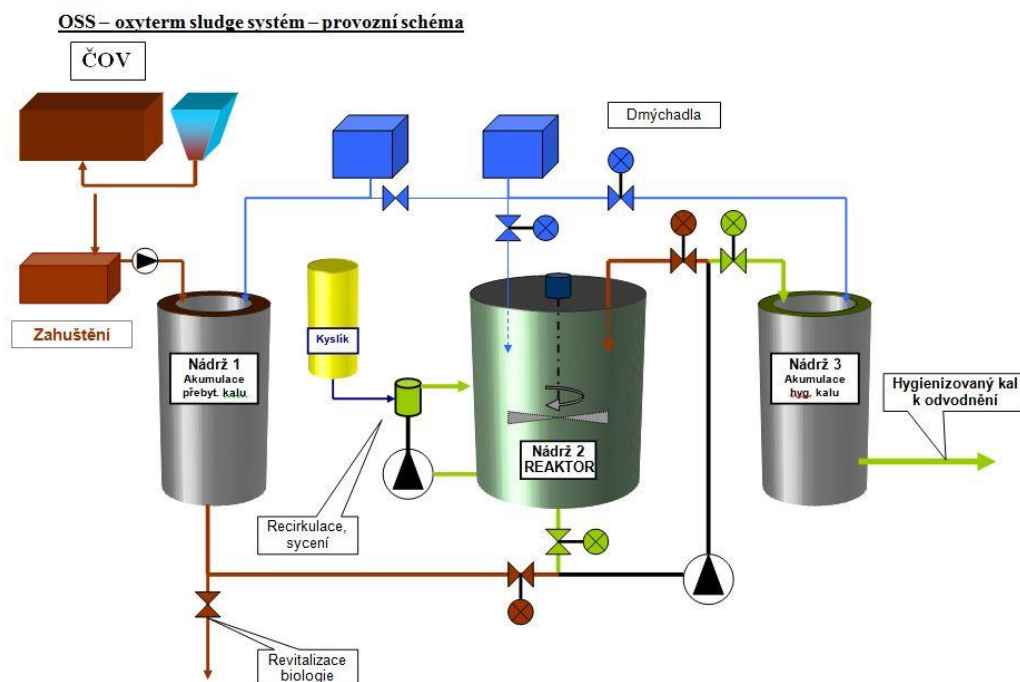 OSS – oxyterm sludge systém – provozní schéma
ČOV
Dmýchadla
Zahuštění
Kyslík
Nádrž 1
Akumulace
přebyt. kalu
Nádrž 3
Akumulace
hyg. kalu
Hygienizovaný kal
k odvodnění
Nádrž 2
REAKTOR
Recirkulace,
sycení
Revitalizace
biologie